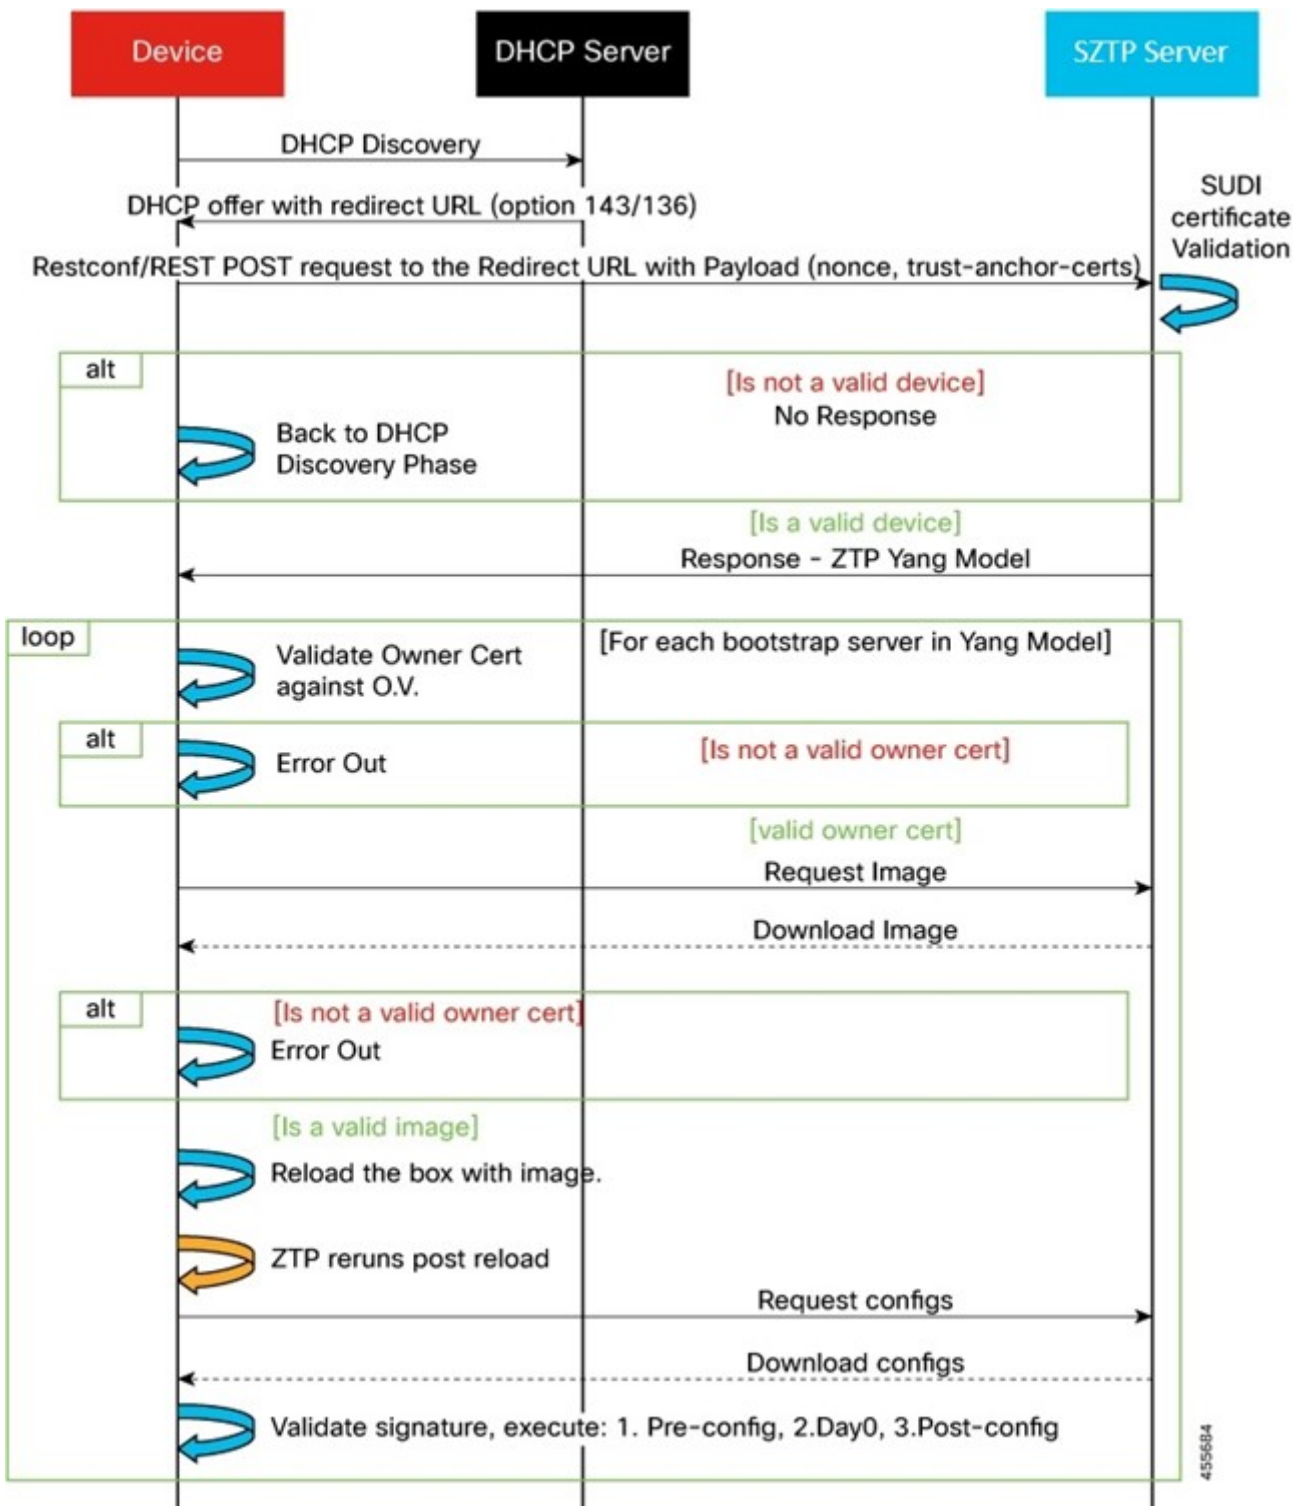 Device
DHCP Server
SZTP Server
DHCP Discovery
DHCP offer with redirect URL (option 143/136)
SUDI
certificate
Validation
Restconf/REST POST request to the Redirect URL with Payload (nonce, trust-anchor-certs)
alt
[Is not a valid device]
No Response
Back to DHCP
Discovery Phase
[Is a valid device]
Response - ZTP Yang Model
loop
[For each bootstrap server in Yang Model]
Validate Owner Cert
against O.V.
alt
[Is not a valid owner cert]
Error Out
[valid owner cert]
Request Image
Download Image
alt
[Is not a valid owner cert]
Error Out
[Is a valid image]
Reload the box with image.
ZTP reruns post reload
Request configs
Download configs
Validate signature, execute: 1. Pre-config, 2.Day0, 3.Post-config
455684